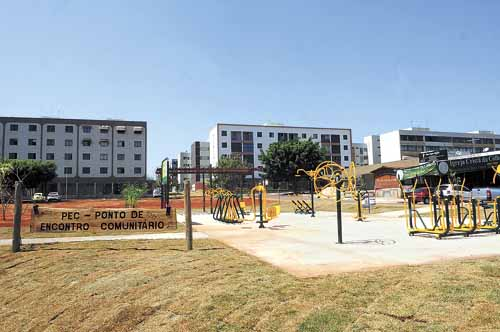 PEC - PONTO DE
ENCONTRO COMUNITÁRIO